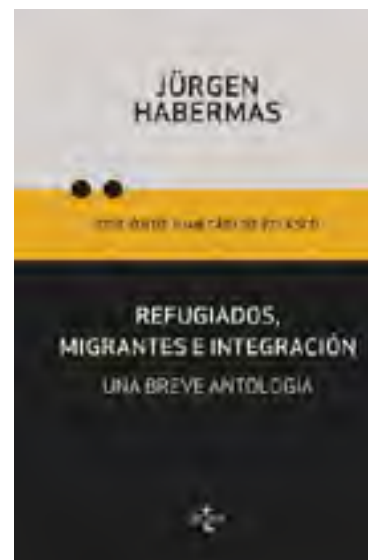 JÜRGEN
HABERMAS
REFUGIADOS,
MIGRANTES E INTEGRACIÓN
UNA BREVE ANTOLOGÍA